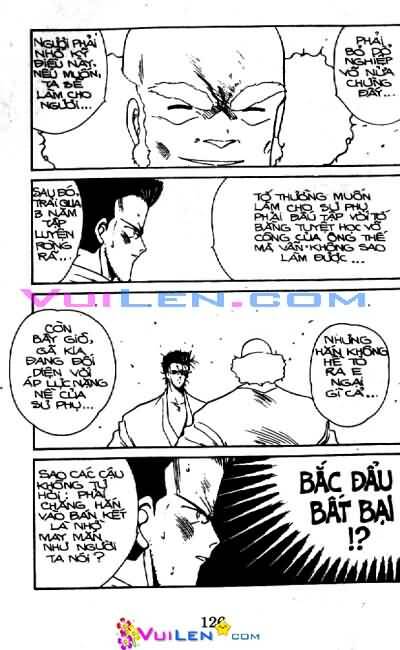 NGƯỜI PHẢI
NHỚ KỸ
ĐIỀU NÀY,
NẾU MUỐN,
TA SẼ
LÀM CHO
NGƯƠI...
PHẢI
BỎ DỞ
NGHIỆP
VÕ NỬA
CHỪNG
ĐẤY...
SAU ĐÓ,
TRẢI QUA
3 NĂM
TẬP
LUYỆN
RÒNG
RÃ...
TỚ THƯỜNG MUỐN
LÀM CHO SƯ PHỤ
PHẢI ĐẤU TẬP VỚI TỚ
BẰNG TUYỆT HỌC VÕ
CÔNG CỦA ÔNG THẾ
MÀ VẪN KHÔNG SAO
LÀM ĐƯỢC...
VUILEN.COM
CÒN
BÂY GIỜ,
GÃ KIA
ĐANG ĐỐI
DIỆN VỚI
ÁP LỰC NẶNG
NỀ CỦA
SƯ PHỤ...
NHƯNG
HẮN KHÔNG
HỀ TỎ
RA E
NGẠI
GÌ CẢ...
SAO CÁC CẬU
KHÔNG TỰ
HỎI: PHẢI
CHĂNG HẮN
VÀO BÁN KẾT
LÀ NHỜ
MAY MẮN
NHƯ NGƯỜI
TA NÓI?
BẮC ĐẨU
BẤT BẠI
!?
VUILEN
.com